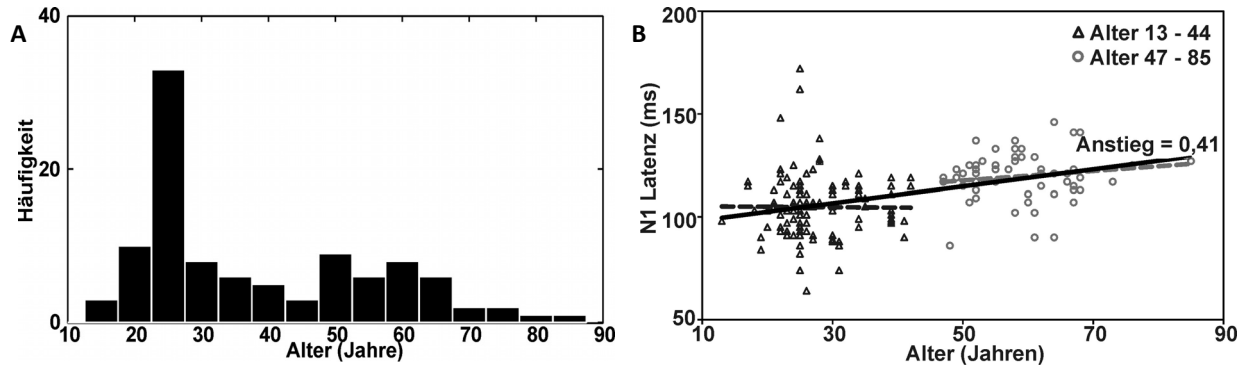 A
40
20
0
Häufigkeit
10 20 30 40 50 60 70 80 90
Alter (Jahre)
B
200
150
100
50
N1 Latenz (ms)
Alter 13 - 44
Alter 47 - 85
Anstieg = 0,41
10 30 50 70 90
Alter (Jahren)